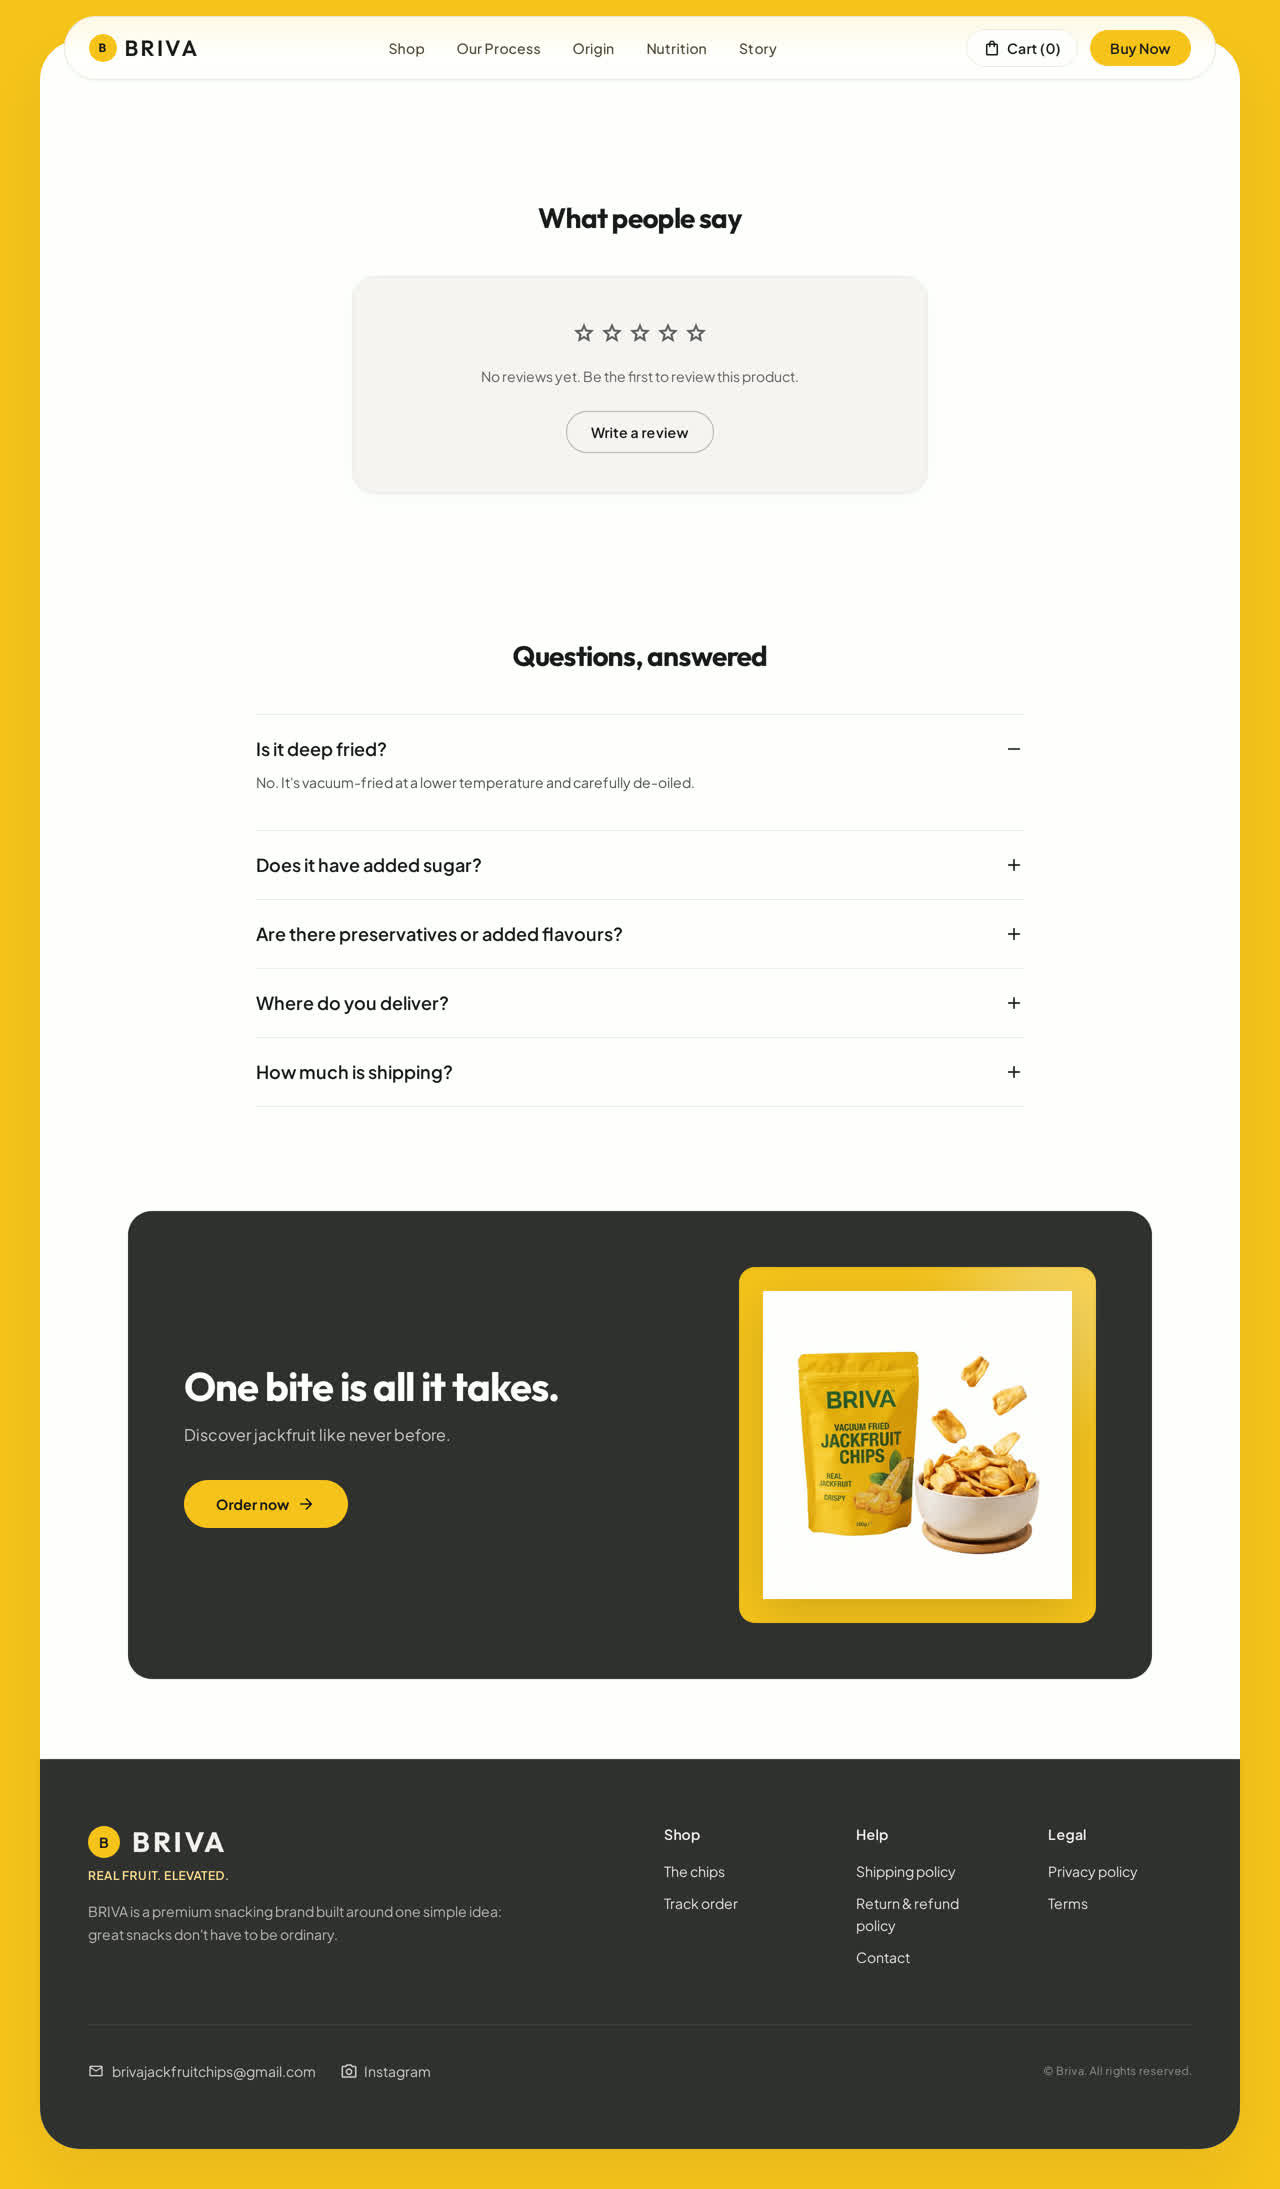 B BRIVA
Shop Our Process Origin Nutrition Story
Cart (0) Buy Now
What people say
No reviews yet. Be the first to review this product.
Write a review
Questions, answered
Is it deep fried?
No. It's vacuum-fried at a lower temperature and carefully de-oiled.
Does it have added sugar?
Are there preservatives or added flavours?
Where do you deliver?
How much is shipping?
One bite is all it takes.
Discover jackfruit like never before.
Order now
BRIVA
VACUUM FRIED
JACKFRUIT
CHIPS
REAL
JACKFRUIT
CRISPY
B BRIVA
REAL FRUIT. ELEVATED.
BRIVA is a premium snacking brand built around one simple idea:
great snacks don't have to be ordinary.
Shop
The chips
Track order
Help
Shipping policy
Return & refund
policy
Contact
Legal
Privacy policy
Terms
brivajackfruitchips@gmail.com Instagram
© Briva. All rights reserved.